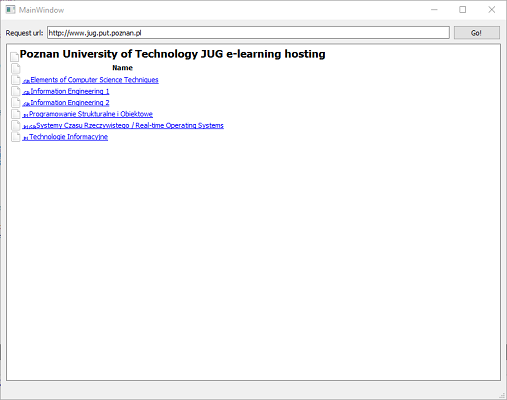 MainWindow
Request url: http://www.jug.put.poznan.pl Go!
Poznan University of Technology JUG e-learning hosting
Name
Elements of Computer Science Techniques
Information Engineering 1
Information Engineering 2
Programowanie Strukturalne i Obiektowe
Systemy Czasu Rzeczywistego / Real-time Operating Systems
Technologie Informacyjne